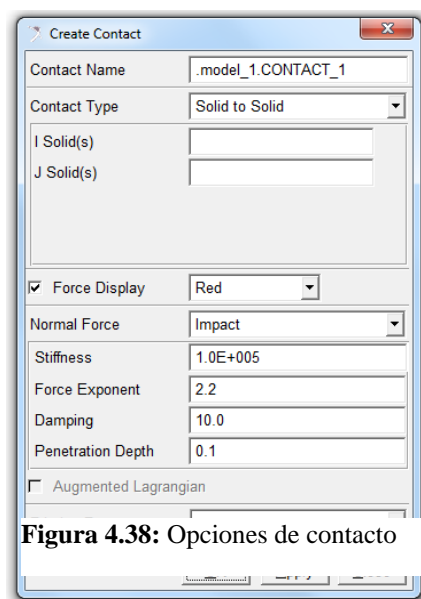 Create Contact
Contact Name .model_1.CONTACT_1
Contact Type Solid to Solid
I Solid(s)
J Solid(s)
Force Display Red
Normal Force Impact
Stiffness 1.0E+005
Force Exponent 2.2
Damping 10.0
Penetration Depth 0.1
Augmented Lagrangian
Figura 4.38: Opciones de contacto